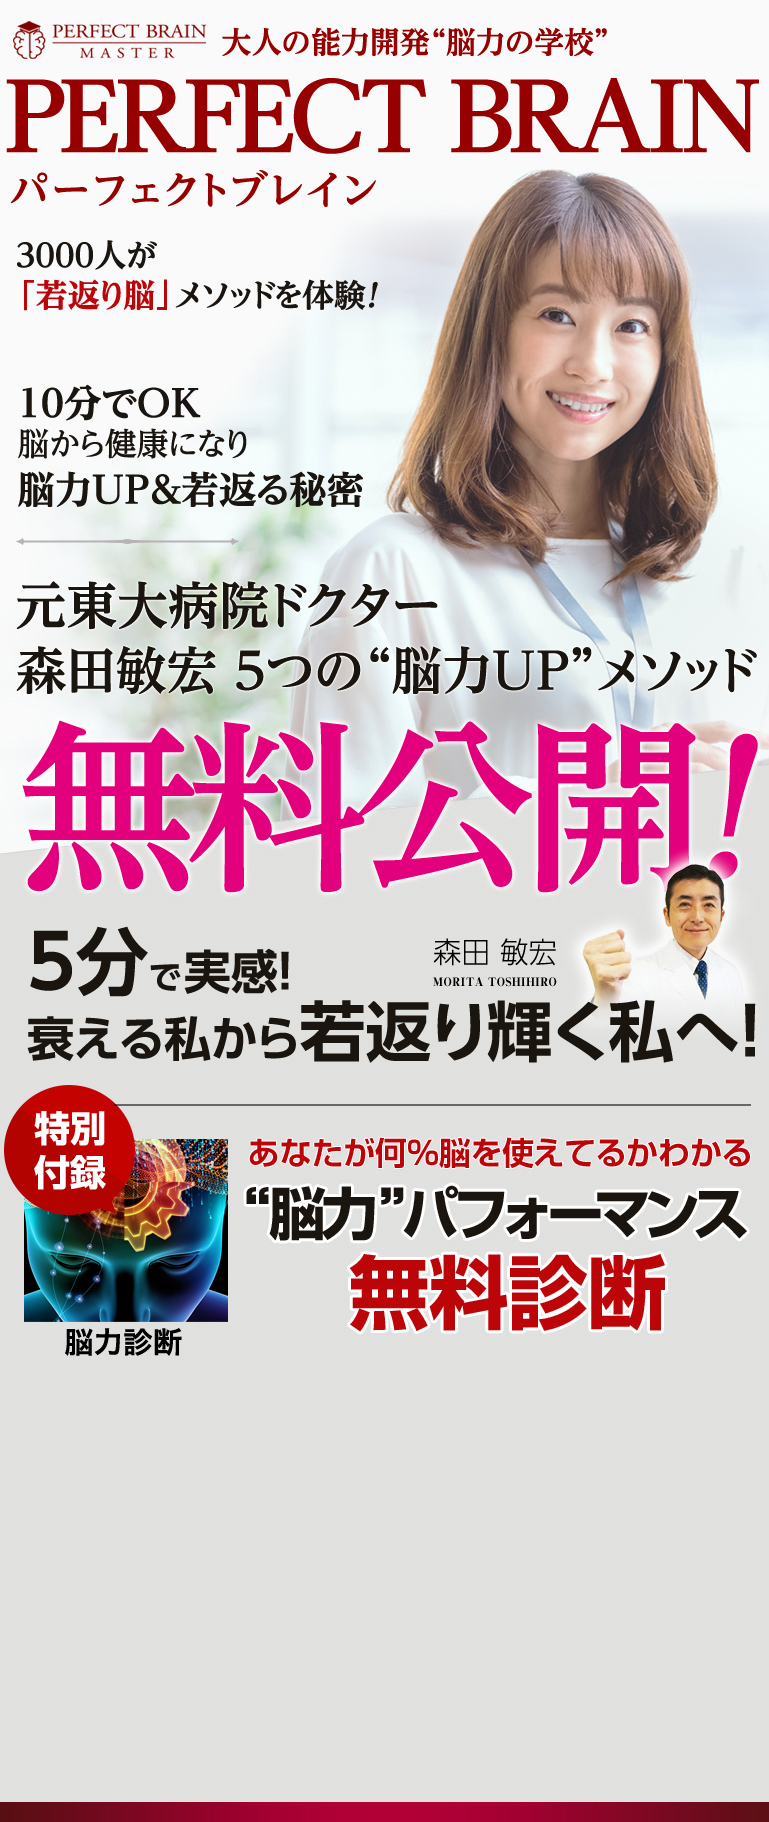 PERFECT BRAIN
MASTER
大人の能力開発“脳力の学校”
PERFECT BRAIN
パーフェクトブレイン
3000人が
「若返り脳」メソッドを体験!
10分でOK
脳から健康になり
脳力UP&若返る秘密
元東大病院ドクター
森田敏宏 5つの“脳力UP”メソッド
無料公開!
5分で実感!
森田 敏宏
MORITA TOSHIHIRO
衰える私から若返り輝く私へ!
特別
付録
あなたが何%脳を使えてるかわかる
“脳力”パフォーマンス
無料診断
脳力診断